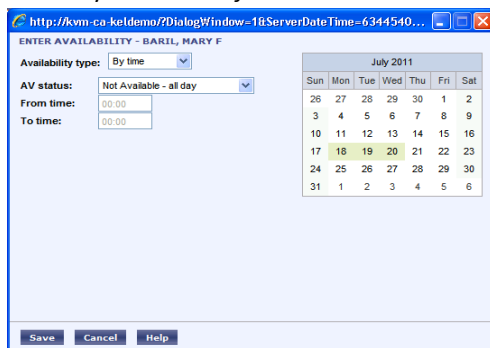 http://kvm-ca-keldemo/?DialogWindow=1&ServerDateTime=6344540...
ENTER AVAILABILITY - BARIL, MARY F
Availability type: By time
AV status: Not Available - all day
From time: 00:00
To time: 00:00
July 2011
Sun Mon Tue Wed Thu Fri Sat
26 27 28 29 30 1 2
3 4 5 6 7 8 9
10 11 12 13 14 15 16
17 18 19 20 21 22 23
24 25 26 27 28 29 30
31 1 2 3 4 5 6
Save Cancel Help